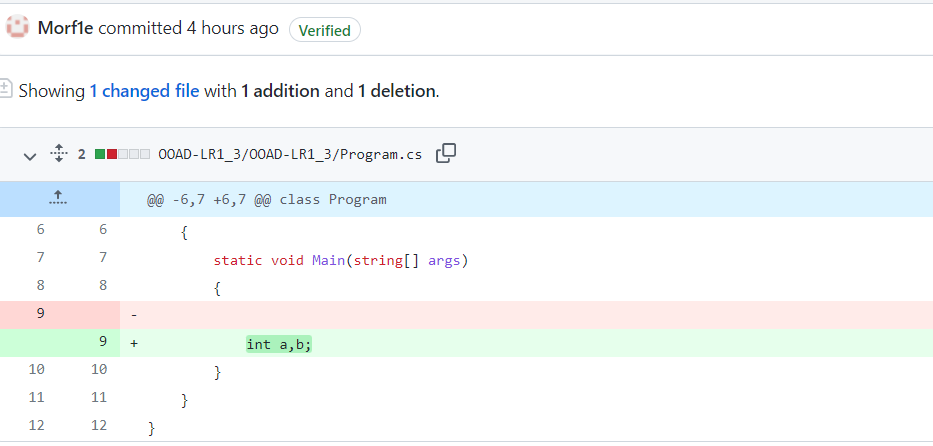 Morf1e committed 4 hours ago Verified
Showing 1 changed file with 1 addition and 1 deletion.
2 OOAD-LR1_3/OOAD-LR1_3/Program.cs
@@ -6,7 +6,7 @@ class Program
6 6 {
7 7 static void Main(string[] args)
8 8 {
9 -
9 + int a,b;
10 10 }
11 11 }
12 12 }